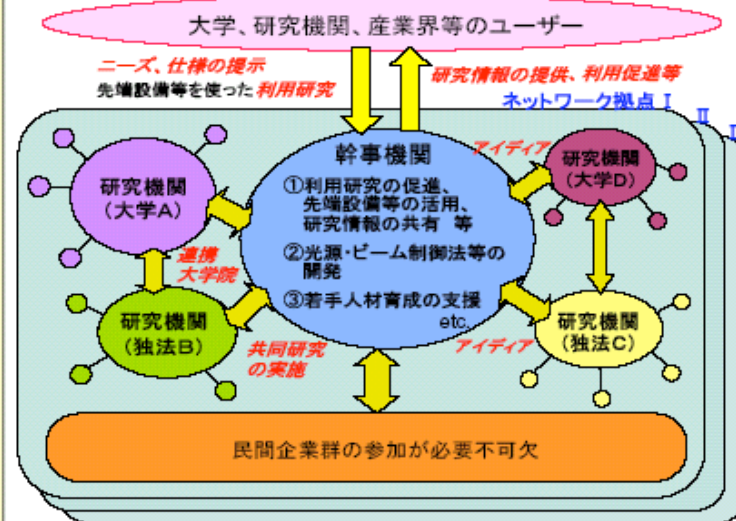 大学、研究機関、産業界等のユーザー
ニーズ、仕様の提示
先端設備等を使った利用研究
研究情報の提供、利用促進等
ネットワーク拠点Ⅰ
Ⅱ
幹事機関
①利用研究の促進、
先端設備等の活用、
研究情報の共有 等
②光源・ビーム制御法等の
開発
③若手人材育成の支援
etc.
研究機関
(大学A)
連携
大学院
研究機関
(独法B)
共同研究
の実施
アイディア
研究機関
(大学D)
アイディア
研究機関
(独法C)
民間企業群の参加が必要不可欠